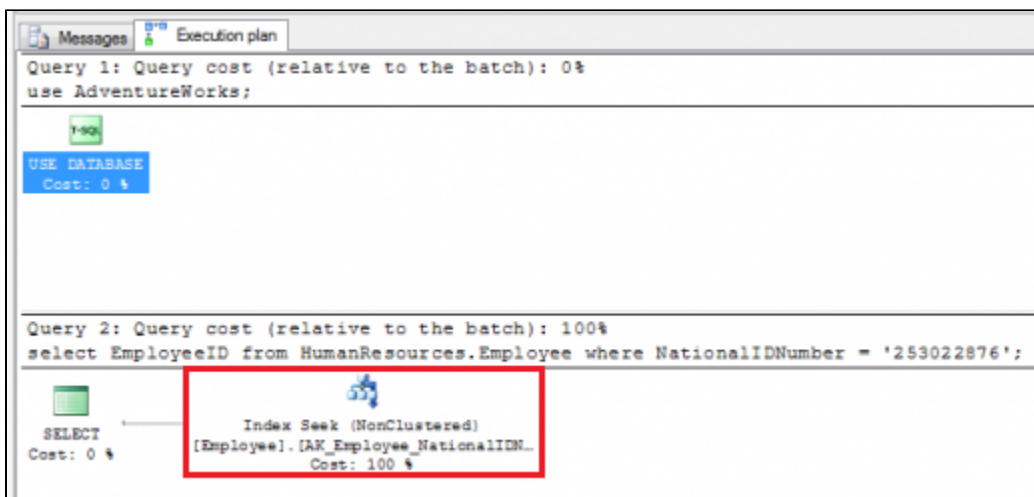 Messages Execution plan
Query 1: Query cost (relative to the batch): 0%
use AdventureWorks;
T-SQL
USE DATABASE
Cost: 0 %
Query 2: Query cost (relative to the batch): 100%
select EmployeeID from HumanResources.Employee where NationalIDNumber = '253022876';
Index Seek (NonClustered)
[Employee].[AK_Employee_NationalIDN…
Cost: 100 %
SELECT
Cost: 0 %